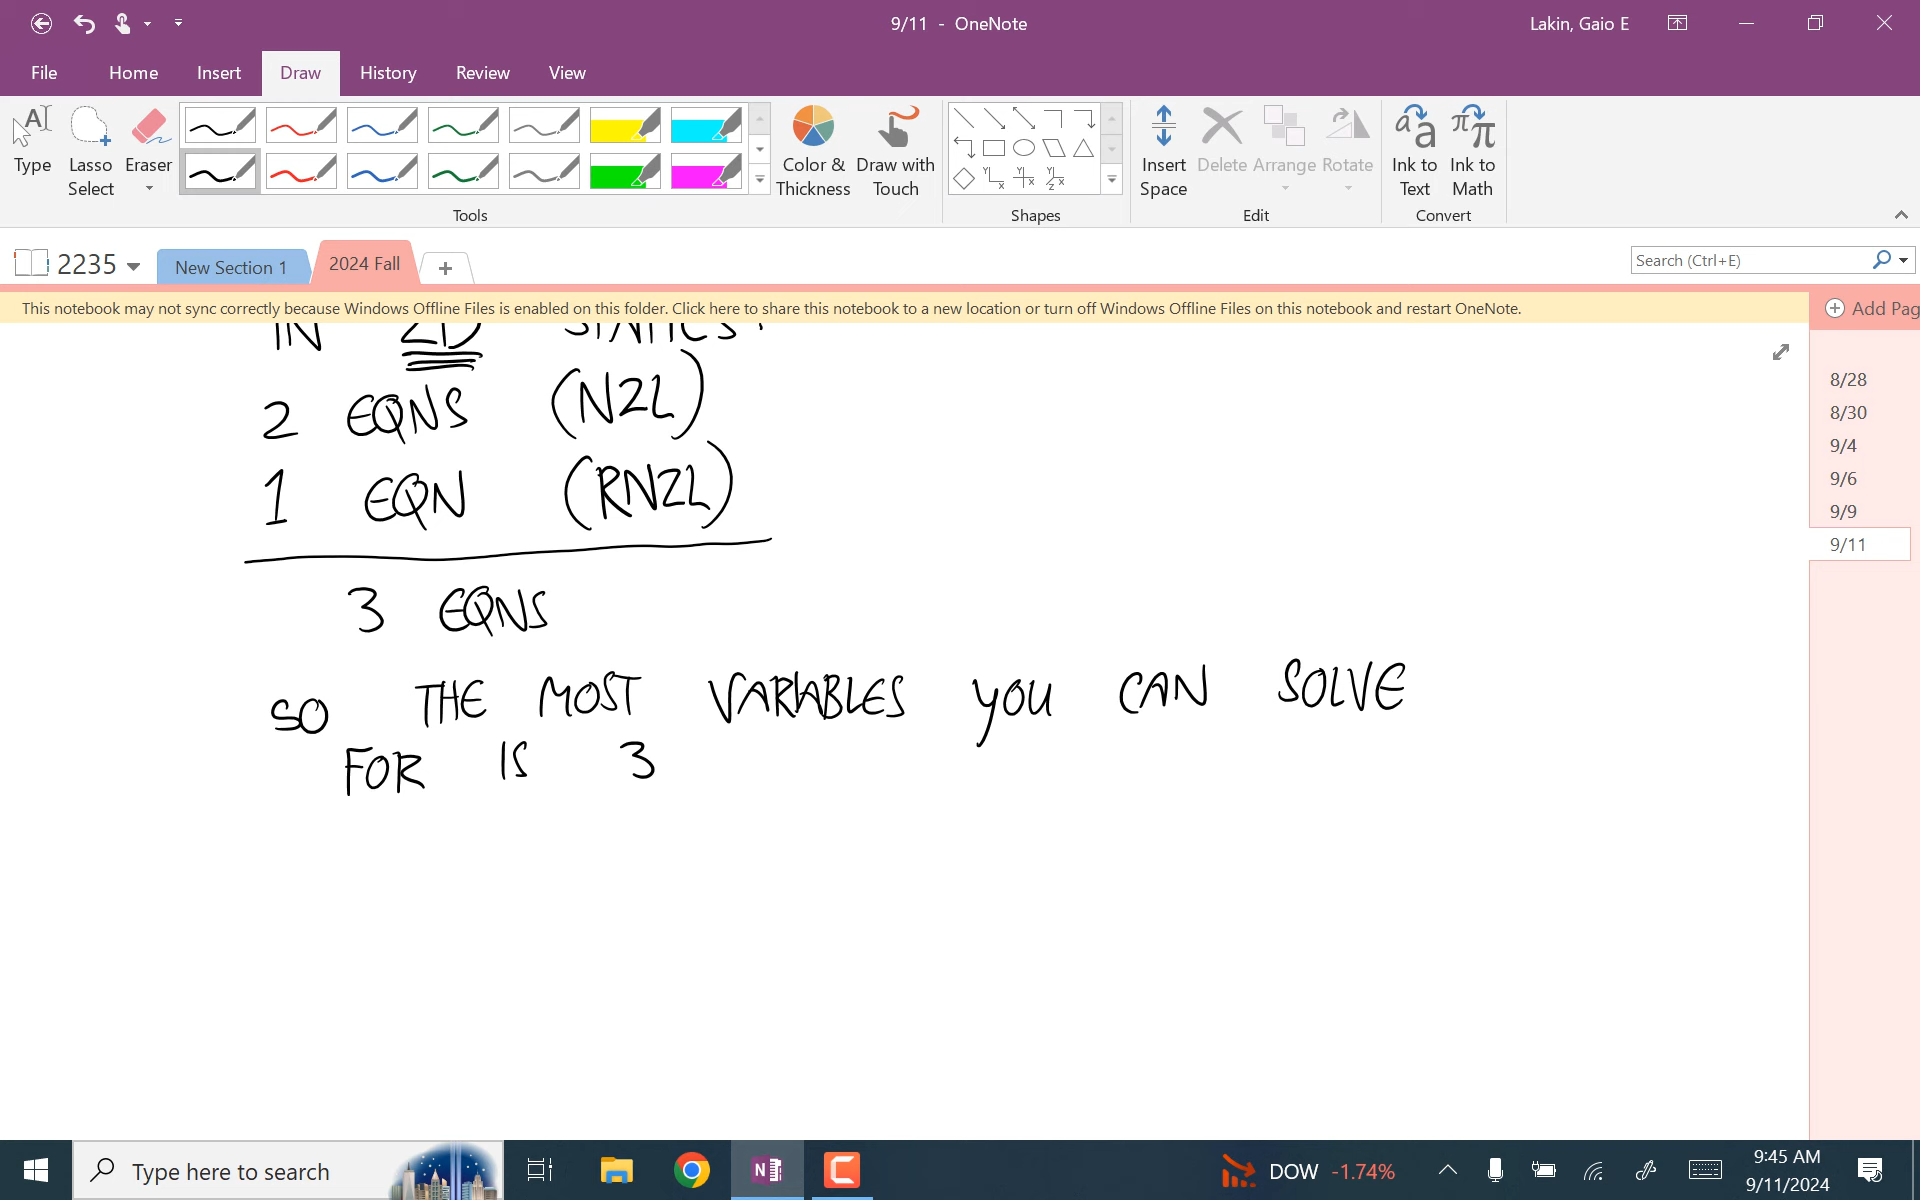 9/11 - OneNote
Lakin, Gaio E
File Home Insert Draw History Review View
Type
Lasso Select
Eraser
Color & Thickness
Draw with Touch
Insert Space
Delete
Arrange
Rotate
Ink to Text
Ink to Math
Tools
Shapes
Edit
Convert
2235
New Section 1
2024 Fall
Search (Ctrl+E)
This notebook may not sync correctly because Windows Offline Files is enabled on this folder. Click here to share this notebook to a new location or turn off Windows Offline Files on this notebook and restart OneNote.
Add Pag
8/28
8/30
9/4
9/6
9/9
9/11
IN 2D STATICS:
2 EQNS (N2L)
1 EQN (RN2L)
3 EQNS
SO THE MOST VARIABLES YOU CAN SOLVE
FOR IS 3
Type here to search
DOW -1.74%
9:45 AM
9/11/2024